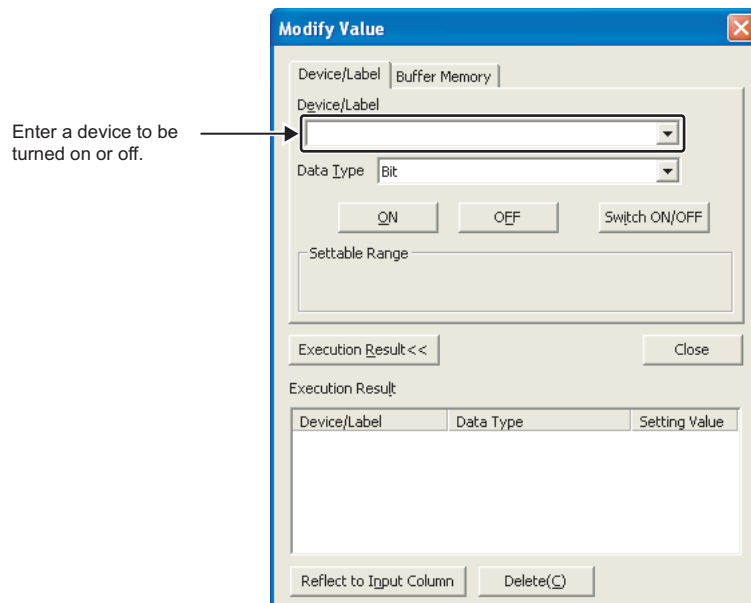 Modify Value
Device/Label Buffer Memory
Device/Label
Enter a device to be
turned on or off.
Data Type Bit
ON OFF Switch ON/OFF
Settable Range
Execution Result<< Close
Execution Result
Device/Label Data Type Setting Value
Reflect to Input Column Delete(C)